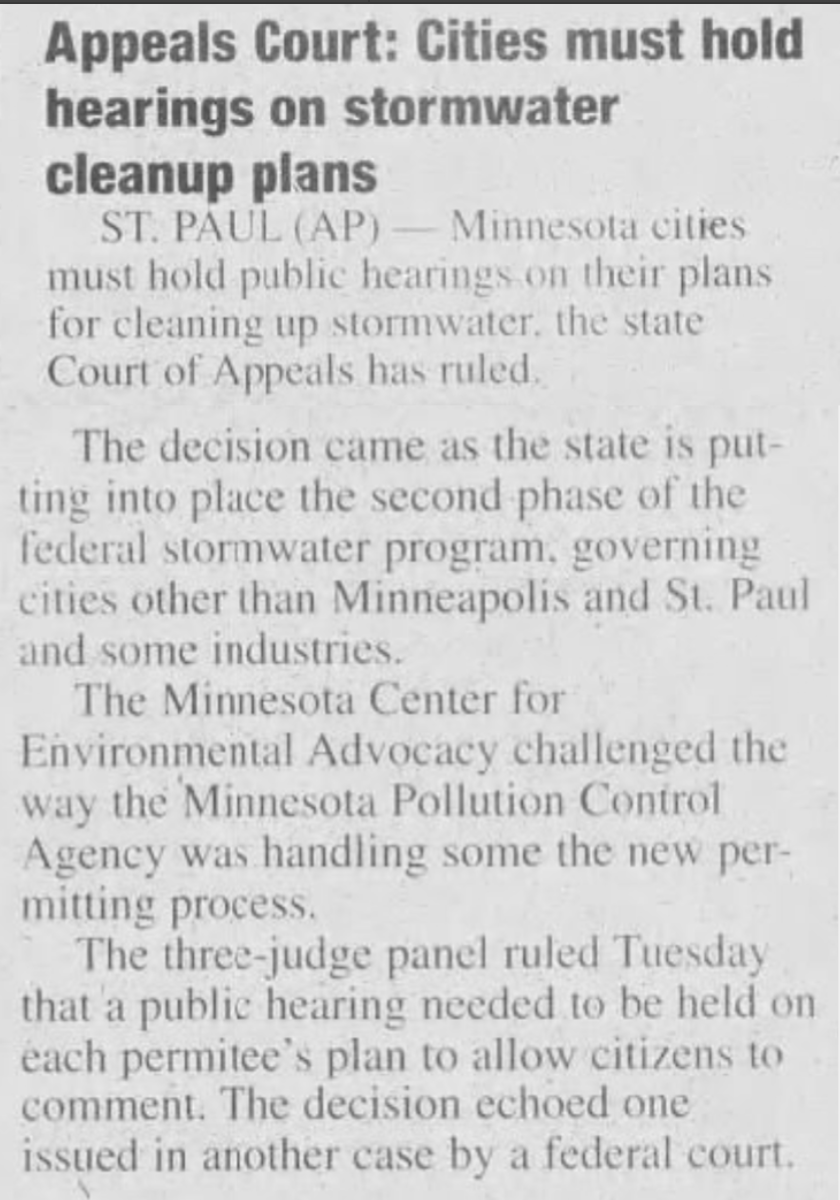 Appeals Court: Cities must hold
hearings on stormwater
cleanup plans
ST. PAUL (AP) — Minnesota cities
must hold public hearings on their plans
for cleaning up stormwater, the state
Court of Appeals has ruled.
The decision came as the state is put-
ting into place the second phase of the
federal stormwater program, governing
cities other than Minneapolis and St. Paul
and some industries.
The Minnesota Center for
Environmental Advocacy challenged the
way the Minnesota Pollution Control
Agency was handling some the new per-
mitting process.
The three-judge panel ruled Tuesday
that a public hearing needed to be held on
each permitee's plan to allow citizens to
comment. The decision echoed one
issued in another case by a federal court.